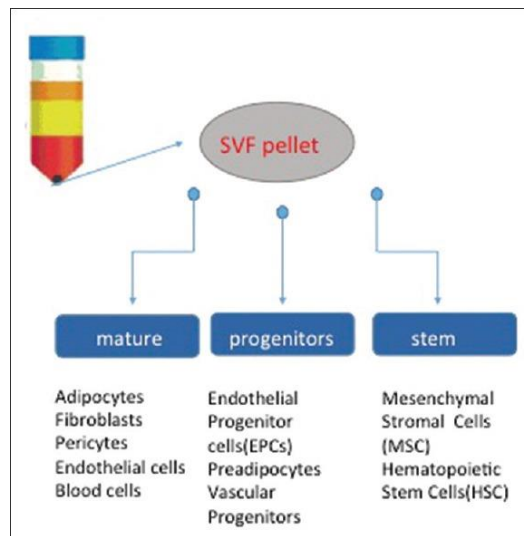 SVF pellet
mature
progenitors
stem
Adipocytes
Fibroblasts
Pericytes
Endothelial cells
Blood cells
Endothelial
Progenitor
cells(EPCs)
Preadipocytes
Vascular
Progenitors
Mesenchymal
Stromal Cells
(MSC)
Hematopoietic
Stem Cells(HSC)